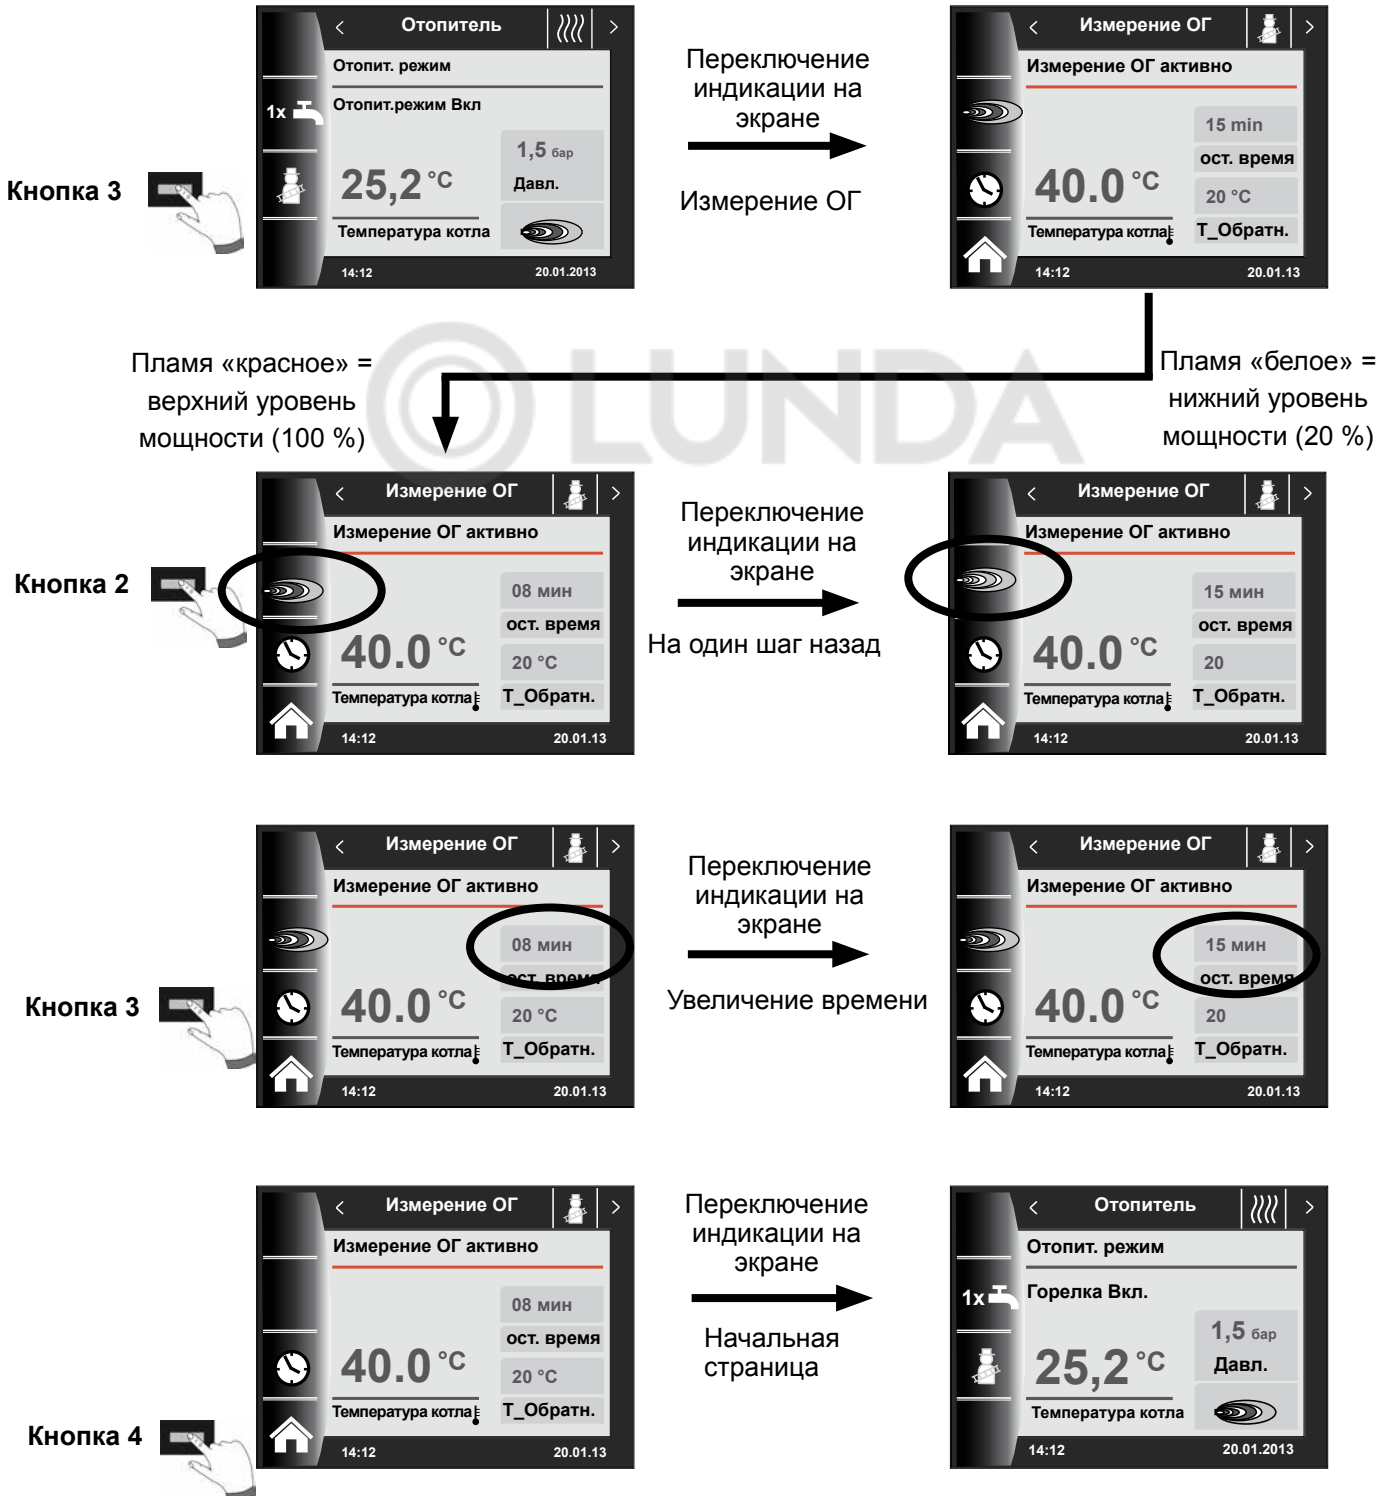 < Отопитель >
Отопит. режим
1x
Отопит.режим Вкл
1,5 бар
Давл.
25,2 °C
Температура котла
14:12 20.01.2013
Кнопка 3
Переключение
индикации на
экране
Измерение ОГ
< Измерение ОГ >
Измерение ОГ активно
15 min
ост. время
40.0 °C
20 °C
Температура котла
Т_Обратн.
14:12 20.01.13
LUNDA
Пламя «красное» =
верхний уровень
мощности (100 %)
Пламя «белое» =
нижний уровень
мощности (20 %)
Кнопка 2
< Измерение ОГ >
Измерение ОГ активно
08 мин
ост. время
40.0 °C
20 °C
Температура котла
Т_Обратн.
14:12 20.01.13
Переключение
индикации на
экране
На один шаг назад
< Измерение ОГ >
Измерение ОГ активно
15 мин
ост. время
40.0 °C
20
Температура котла
Т_Обратн.
14:12 20.01.13
Кнопка 3
< Измерение ОГ >
Измерение ОГ активно
08 мин
ост. время
40.0 °C
20 °C
Температура котла
Т_Обратн.
14:12 20.01.13
Переключение
индикации на
экране
Увеличение времени
< Измерение ОГ >
Измерение ОГ активно
15 мин
ост. время
40.0 °C
20
Температура котла
Т_Обратн.
14:12 20.01.13
Кнопка 4
< Измерение ОГ >
Измерение ОГ активно
08 мин
ост. время
40.0 °C
20 °C
Температура котла
Т_Обратн.
14:12 20.01.13
Переключение
индикации на
экране
Начальная
страница
< Отопитель >
Отопит. режим
1x
Горелка Вкл.
1,5 бар
Давл.
25,2 °C
Температура котла
14:12 20.01.2013